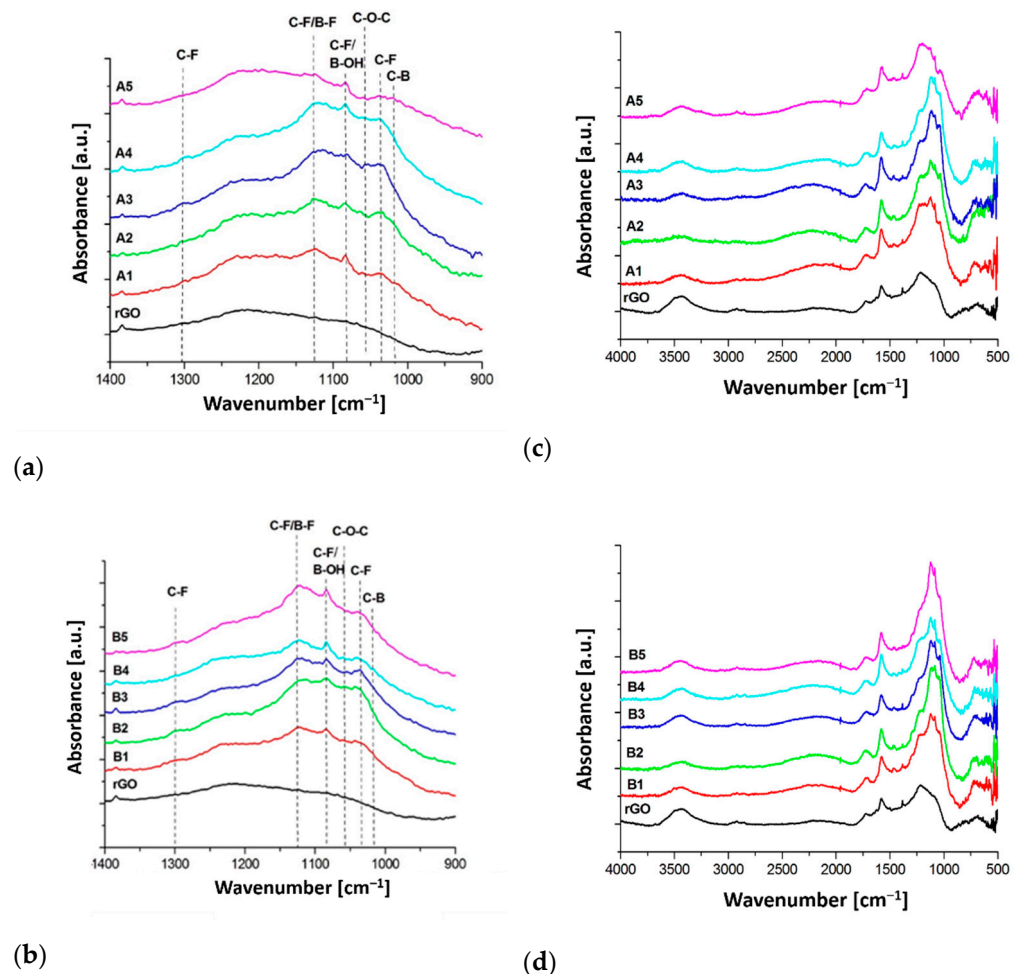 C-F
C-F/B-F
C-F/
B-OH
C-O-C
C-F
C-B
A5
A4
A3
A2
A1
rGO
Absorbance [a.u.]
1400 1300 1200 1100 1000 900
Wavenumber [cm⁻¹]
(a)
A5
A4
A3
A2
A1
rGO
Absorbance [a.u.]
4000 3500 3000 2500 2000 1500 1000 500
Wavenumber [cm⁻¹]
(c)
C-F
C-F/B-F
C-F/
B-OH
C-O-C
C-F
C-B
B5
B4
B3
B2
B1
rGO
Absorbance [a.u.]
1400 1300 1200 1100 1000 900
Wavenumber [cm⁻¹]
(b)
B5
B4
B3
B2
B1
rGO
Absorbance [a.u.]
4000 3500 3000 2500 2000 1500 1000 500
Wavenumber [cm⁻¹]
(d)